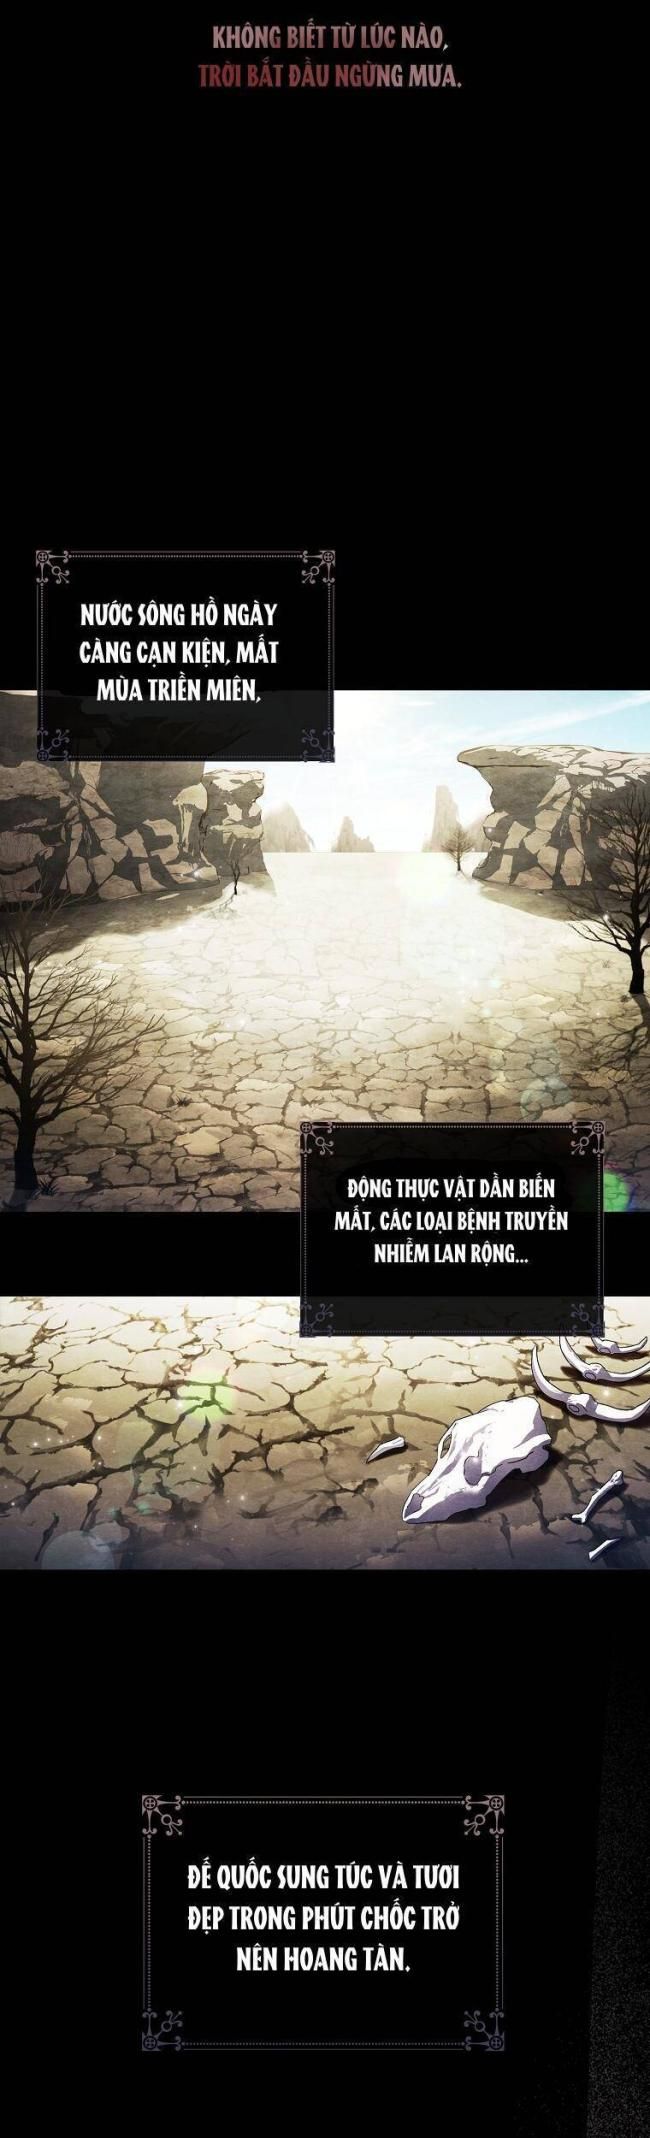 KHÔNG BIẾT TỪ LÚC NÀO,
TRỜI BẮT ĐẦU NGỪNG MƯA.
NƯỚC SÔNG HỒ NGÀY
CÀNG CẠN KIỆN, MẤT
MÙA TRIỀN MIÊN,
ĐỘNG THỰC VẬT DẦN BIẾN
MẤT, CÁC LOẠI BỆNH TRUYỀN
NHIỄM LAN RỘNG...
ĐẾ QUỐC SUNG TÚC VÀ TƯƠI
ĐẸP TRONG PHÚT CHỐC TRỞ
NÊN HOANG TÀN.